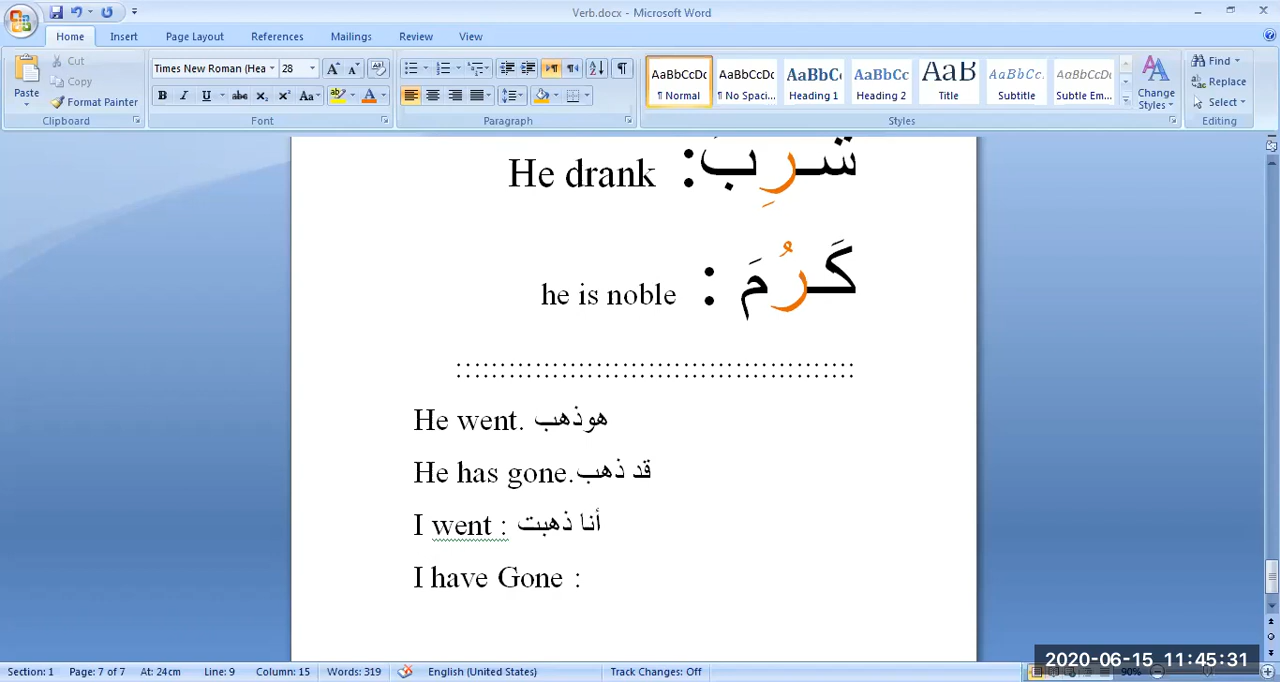 Verb.docx - Microsoft Word
Home Insert Page Layout References Mailings Review View
Paste Cut Copy Format Painter Clipboard
Times New Roman (Hea 28 Font
Paragraph
AaBbCcDc ¶ Normal AaBbCcDc ¶ No Spaci... AaBbC( Heading 1 AaBbCc Heading 2 AaB Title AaBbCc. Subtitle AaBbCcDc Subtle Em... Change Styles Styles
Find Replace Select Editing
He drank :شـرِبَ
he is noble : كَـرُمَ
He went. هوذهب
He has gone.قد ذهب
I went : أنا ذهبت
I have Gone :
Section: 1 Page: 7 of 7 At: 24cm Line: 9 Column: 15 Words: 319 English (United States) Track Changes: Off 90%
2020-06-15 11:45:31